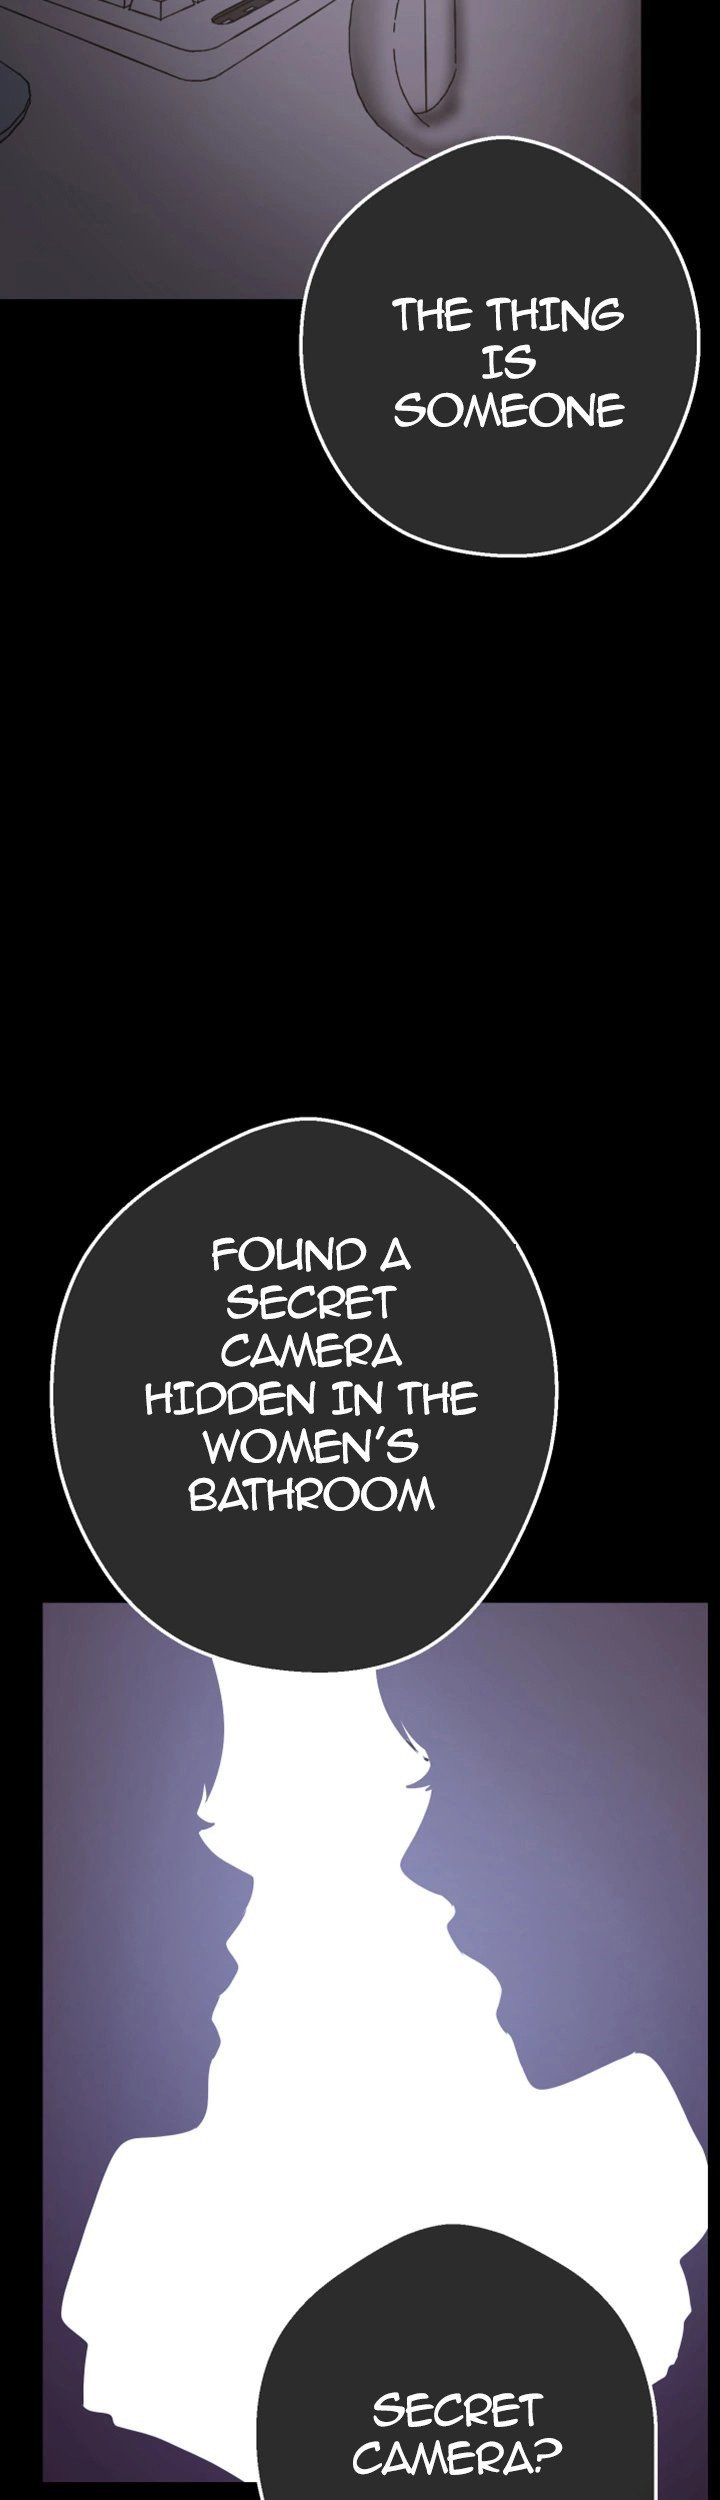 THE THING
IS
SOMEONE
FOUND A
SECRET
CAMERA
HIDDEN IN THE
WOMEN'S
BATHROOM
SECRET
CAMERA?